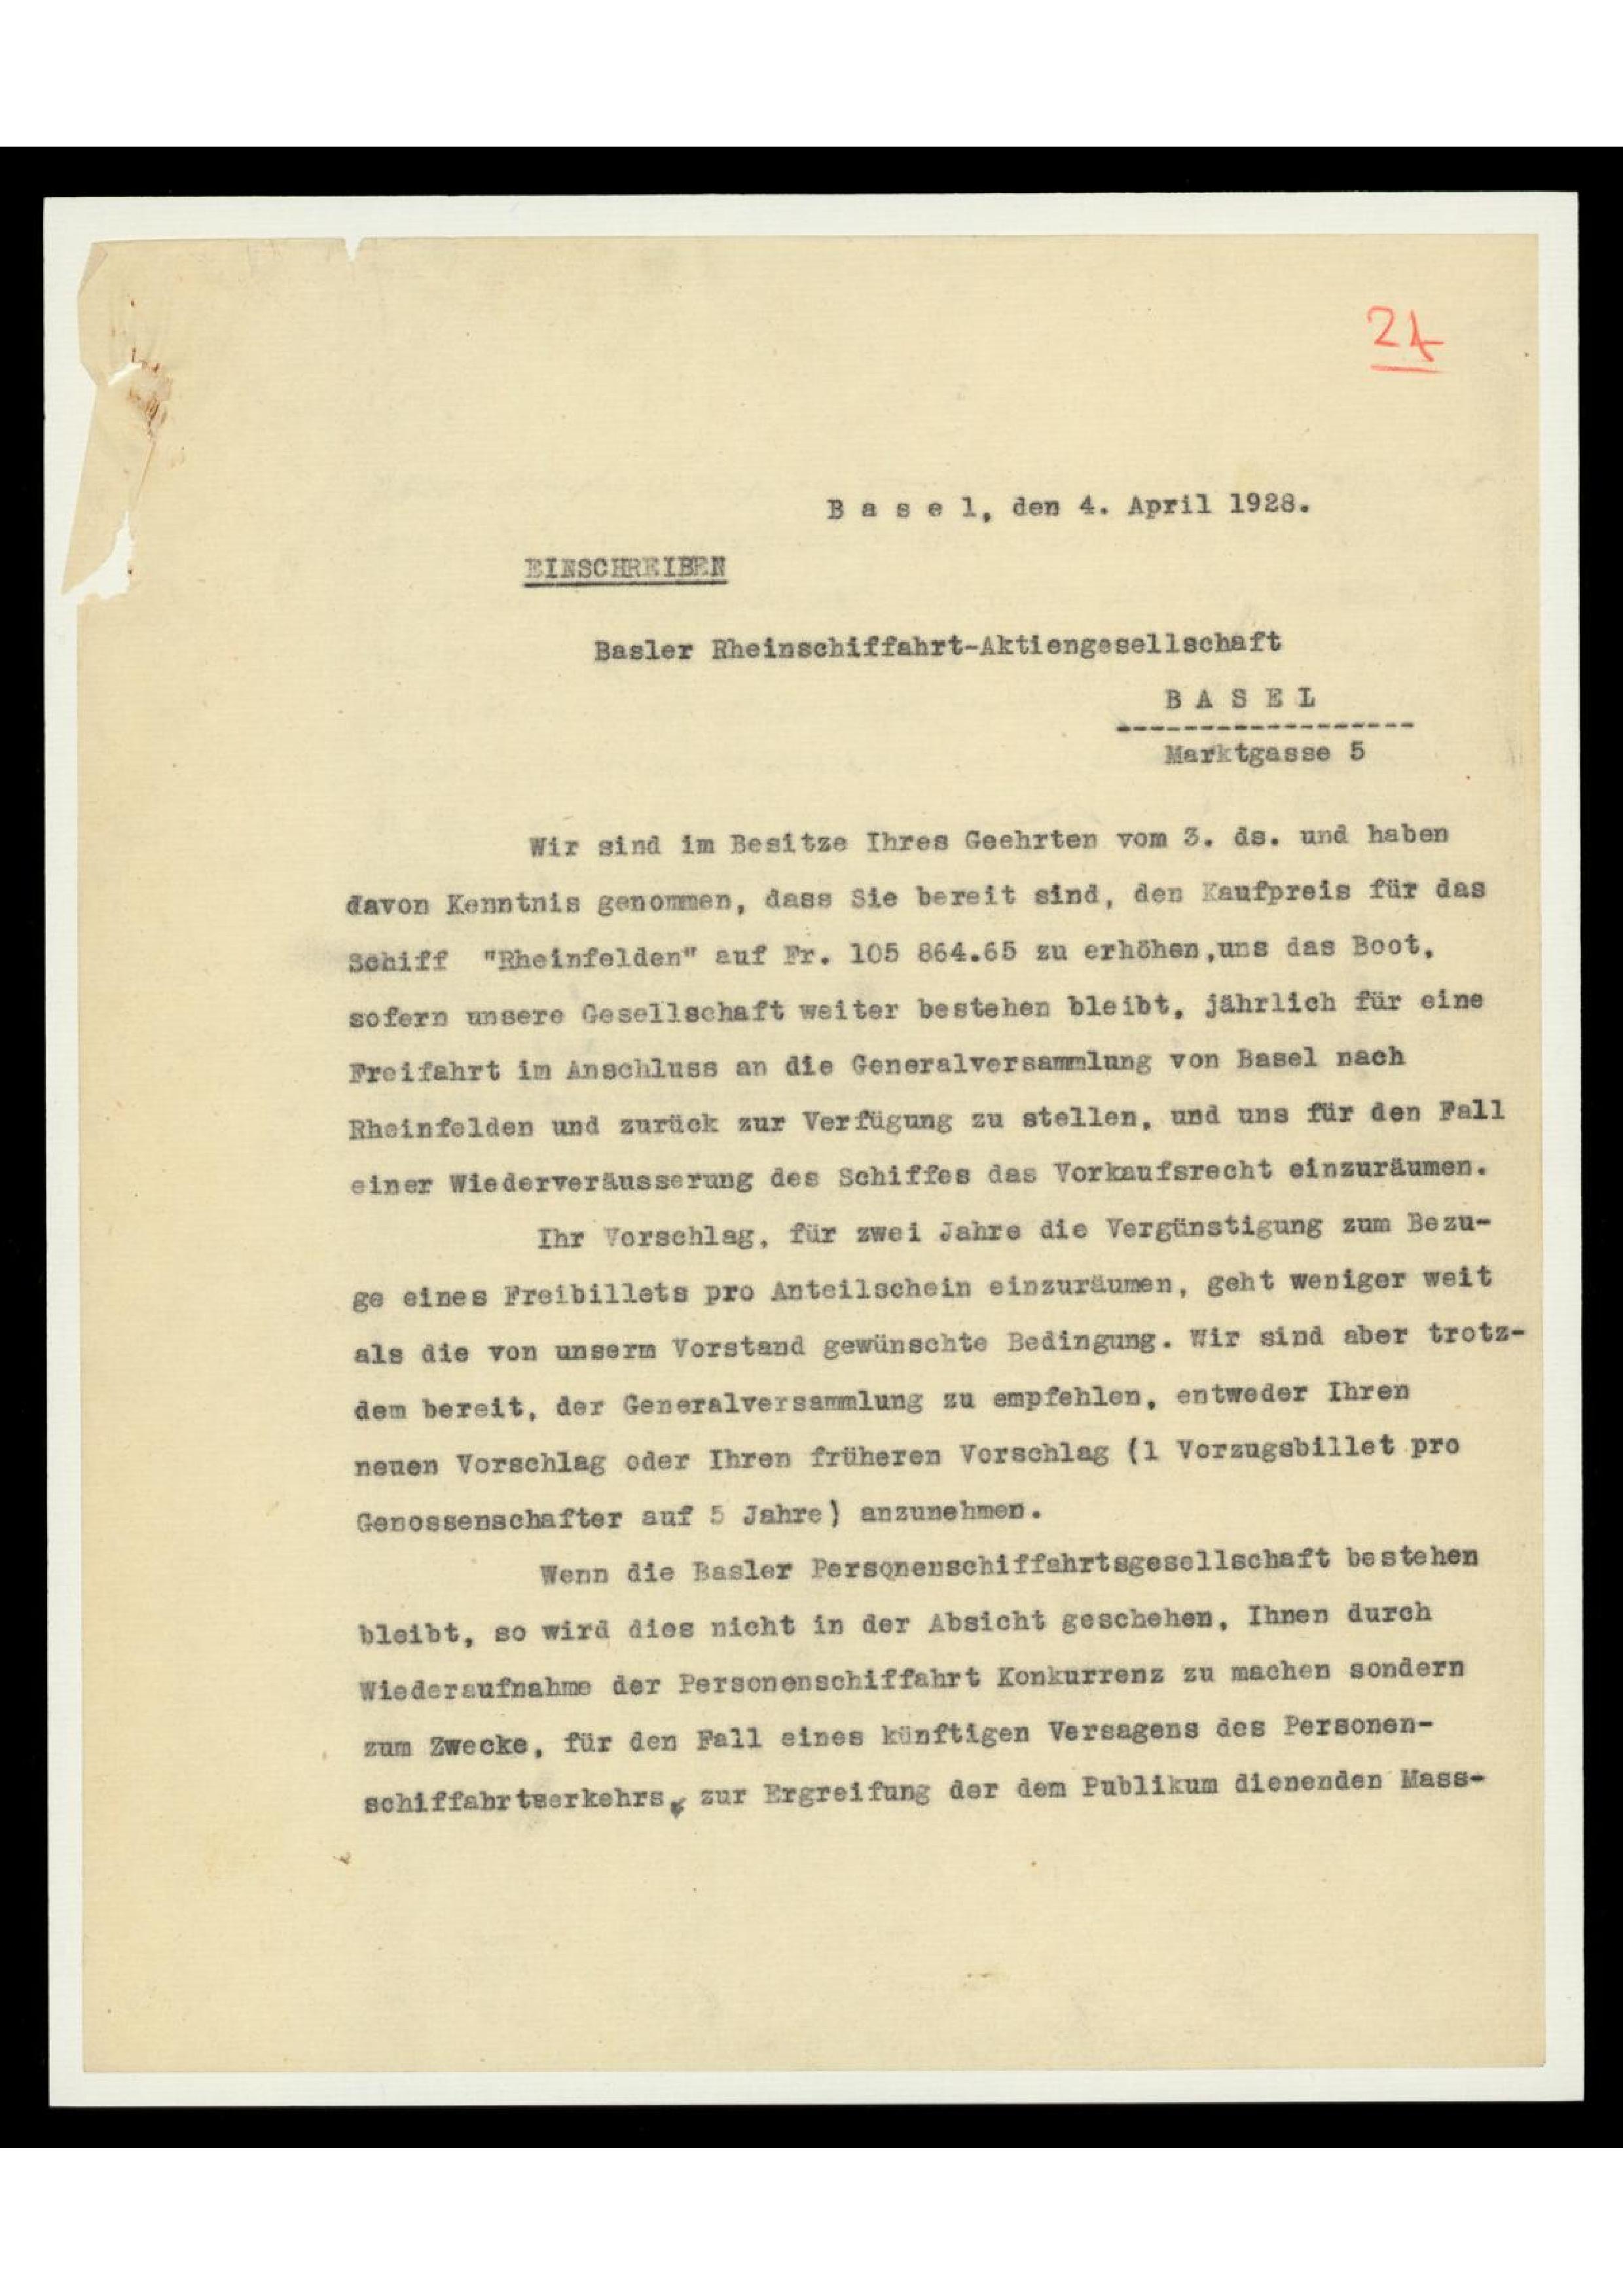 24
B a s e l, den 4. April 1928.
EINSCHREIBEN
Basler Rheinschiffahrt-Aktiengesellschaft
B A S E L
------------------
Marktgasse 5
Wir sind im Besitze Ihres Geehrten vom 3. ds. und haben
davon Kenntnis genommen, dass Sie bereit sind, den Kaufpreis für das
Schiff "Rheinfelden" auf Fr. 105 864.65 zu erhöhen,uns das Boot,
sofern unsere Gesellschaft weiter bestehen bleibt, jährlich für eine
Freifahrt im Anschluss an die Generalversammlung von Basel nach
Rheinfelden und zurück zur Verfügung zu stellen, und uns für den Fall
einer Wiederveräusserung des Schiffes das Vorkaufsrecht einzuräumen.
Ihr Vorschlag, für zwei Jahre die Vergünstigung zum Bezu-
ge eines Freibillets pro Anteilschein einzuräumen, geht weniger weit
als die von unserm Vorstand gewünschte Bedingung. Wir sind aber trotz-
dem bereit, der Generalversammlung zu empfehlen, entweder Ihren
neuen Vorschlag oder Ihren früheren Vorschlag (1 Vorzugsbillet pro
Genossenschafter auf 5 Jahre) anzunehmen.
Wenn die Basler Personenschiffahrtsgesellschaft bestehen
bleibt, so wird dies nicht in der Absicht geschehen, Ihnen durch
Wiederaufnahme der Personenschiffahrt Konkurrenz zu machen sondern
zum Zwecke, für den Fall eines künftigen Versagens des Personen-
schiffahrtverkehrs, zur Ergreifung der dem Publikum dienenden Mass-